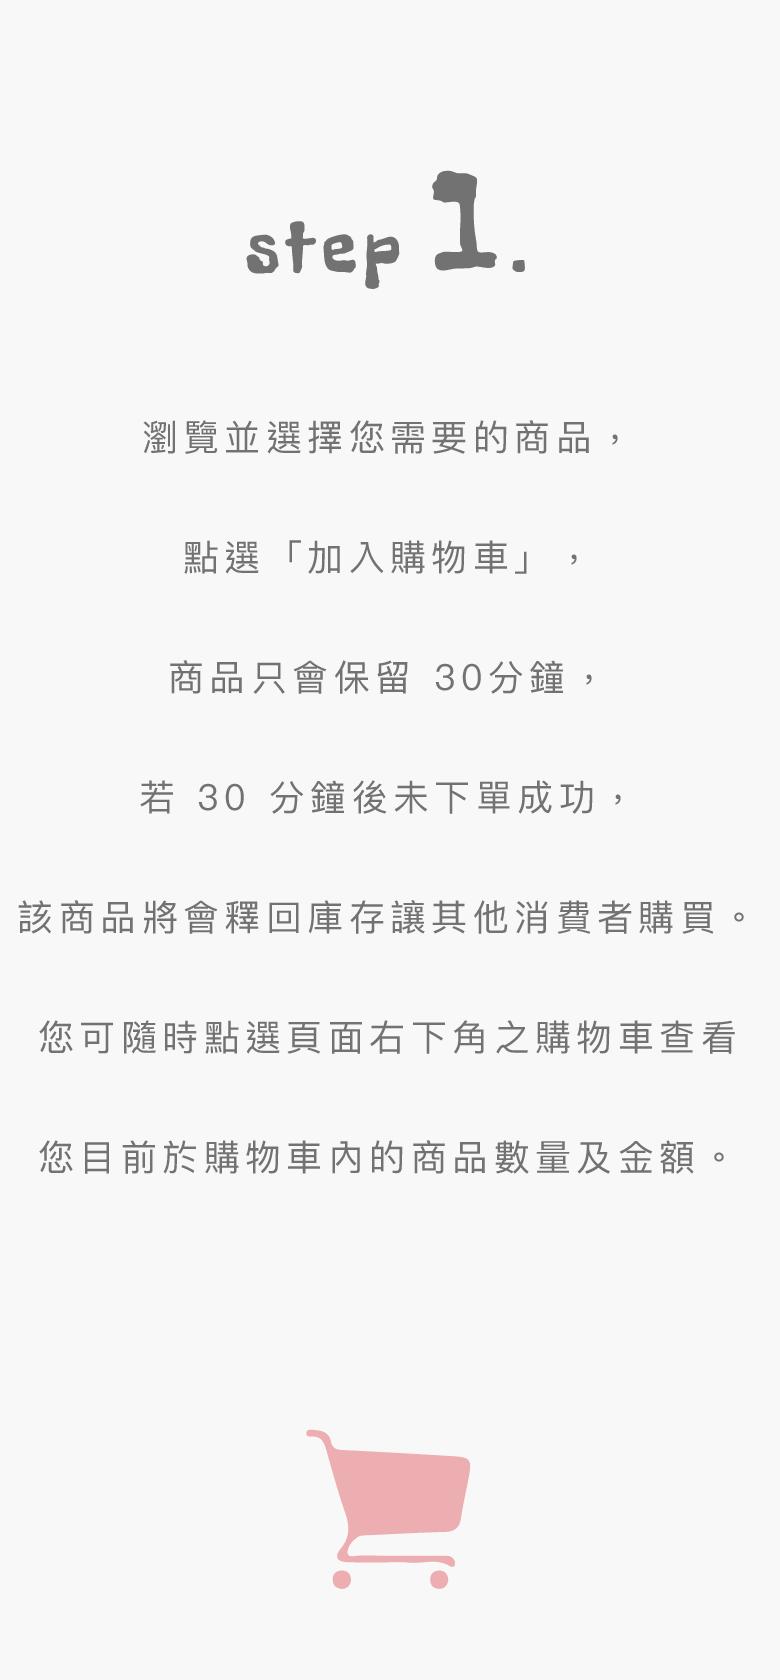 step 1.
瀏覽並選擇您需要的商品，
點選「加入購物車」，
商品只會保留 30分鐘，
若 30 分鐘後未下單成功，
該商品將會釋回庫存讓其他消費者購買。
您可隨時點選頁面右下角之購物車查看
您目前於購物車內的商品數量及金額。